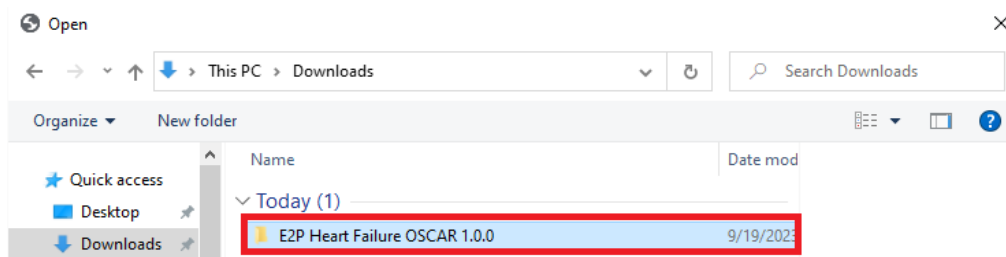 Open
This PC > Downloads
Search Downloads
Organize
New folder
Name
Date mod
Quick access
Today (1)
Desktop
E2P Heart Failure OSCAR 1.0.0
9/19/2023
Downloads